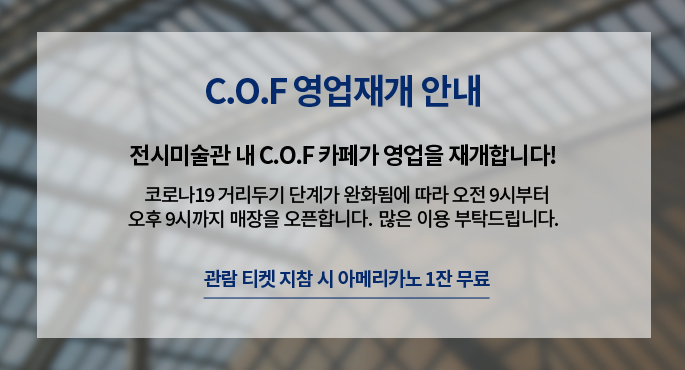 C.O.F 영업재개 안내
전시미술관 내 C.O.F 카페가 영업을 재개합니다!
코로나19 거리두기 단계가 완화됨에 따라 오전 9시부터
오후 9시까지 매장을 오픈합니다. 많은 이용 부탁드립니다.
관람 티켓 지참 시 아메리카노 1잔 무료